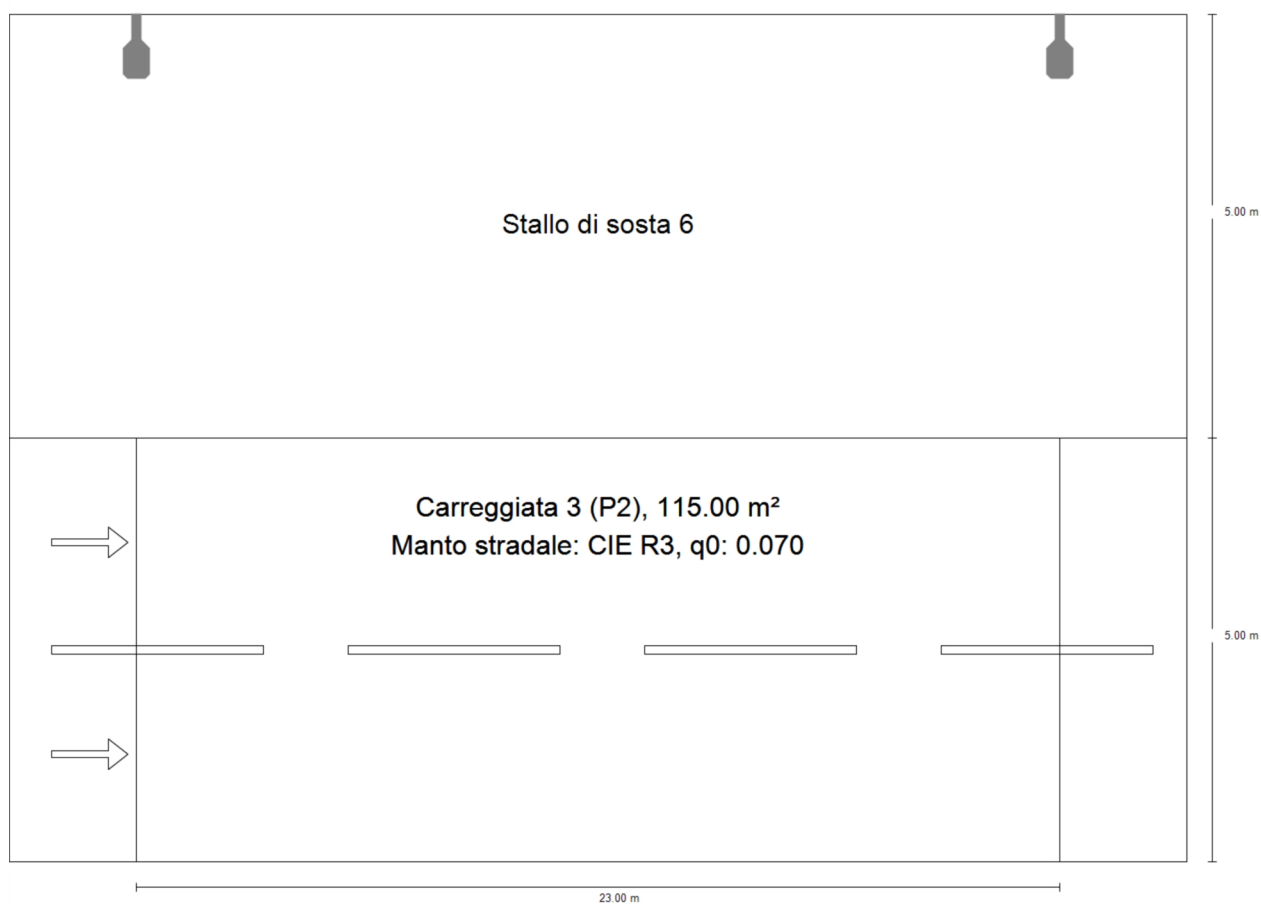 Stallo di sosta 6
5.00 m
Carreggiata 3 (P2), 115.00 m²
Manto stradale: CIE R3, q0: 0.070
5.00 m
23.00 m